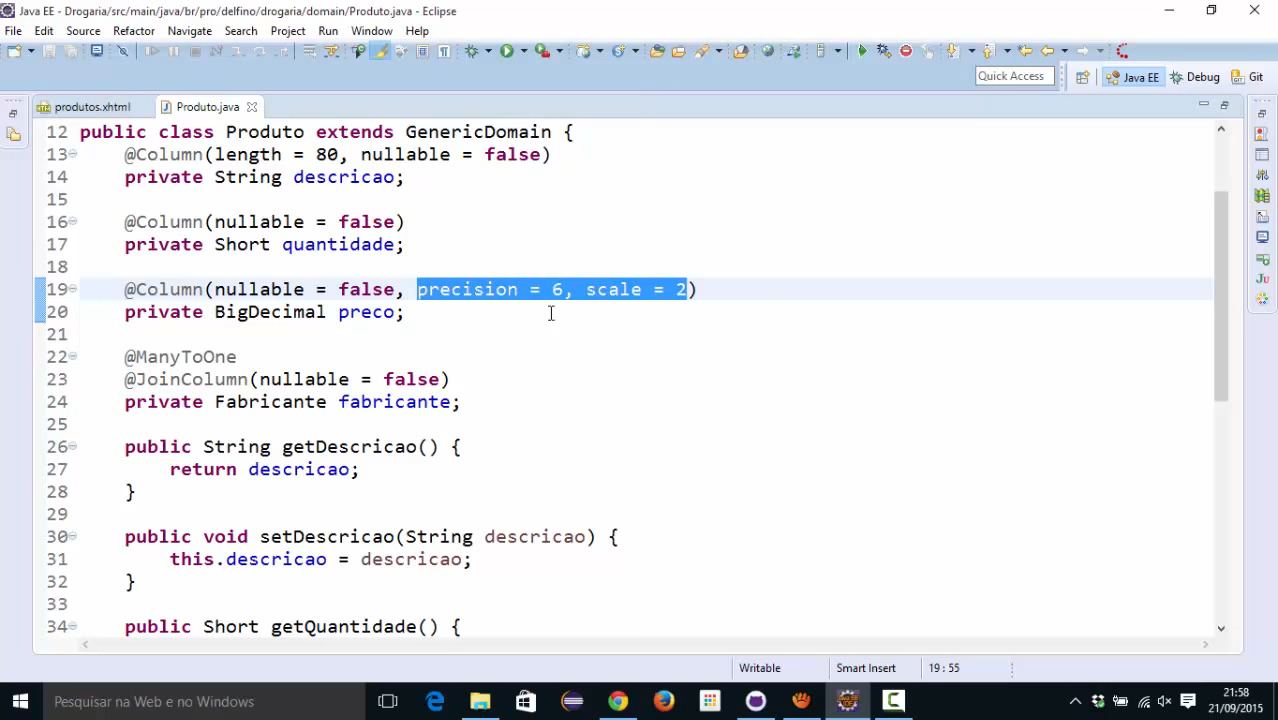 Java EE - Drogaria/src/main/java/br/pro/delfino/drogaria/domain/Produto.java - Eclipse
File Edit Source Refactor Navigate Search Project Run Window Help
Quick Access Java EE Debug Git
produtos.xhtml Produto.java
12 public class Produto extends GenericDomain {
13 @Column(length = 80, nullable = false)
14 private String descricao;
15
16 @Column(nullable = false)
17 private Short quantidade;
18
19 @Column(nullable = false, precision = 6, scale = 2)
20 private BigDecimal preco;
21
22 @ManyToOne
23 @JoinColumn(nullable = false)
24 private Fabricante fabricante;
25
26 public String getDescricao() {
27 return descricao;
28 }
29
30 public void setDescricao(String descricao) {
31 this.descricao = descricao;
32 }
33
34 public Short getQuantidade() {
Writable Smart Insert 19 : 55
Pesquisar na Web e no Windows
21:58
21/09/2015